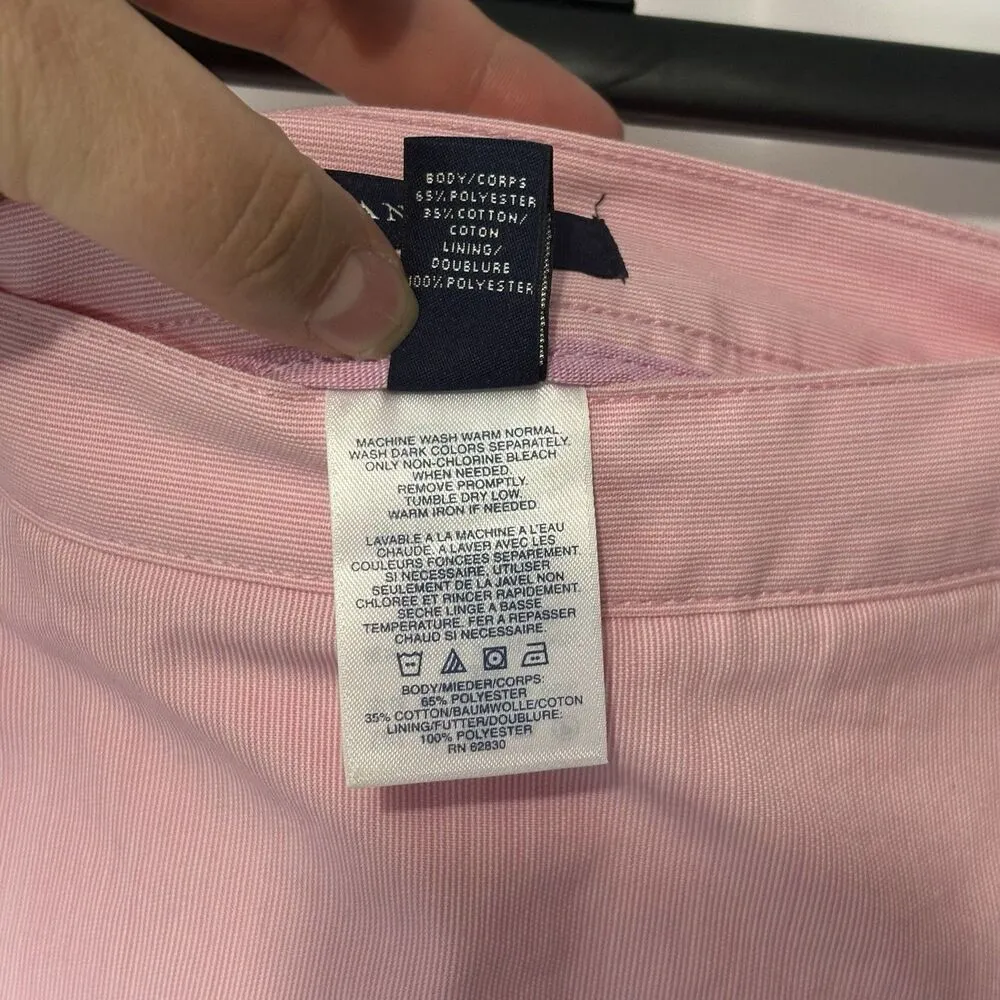 AN
BODY/CORPS
65% POLYESTER
35% COTTON/
COTON
LINING/
DOUBLURE
100% POLYESTER
MACHINE WASH WARM NORMAL.
WASH DARK COLORS SEPARATELY.
ONLY NON-CHLORINE BLEACH
WHEN NEEDED.
REMOVE PROMPTLY.
TUMBLE DRY LOW.
WARM IRON IF NEEDED
LAVABLE A LA MACHINE A L'EAU
CHAUDE. A LAVER AVEC LES
COULEURS FONCEES SEPAREMENT
SI NECESSAIRE, UTILISER
SEULEMENT DE LA JAVEL NON
CHLOREE ET RINCER RAPIDEMENT.
SECHE LINGE A BASSE
TEMPERATURE. FER A REPASSER
CHAUD SI NECESSAIRE.
BODY/MIEDER/CORPS:
65% POLYESTER
35% COTTON/BAUMWOLLE/COTON
LINING/FUTTER/DOUBLURE:
100% POLYESTER
RN 62830